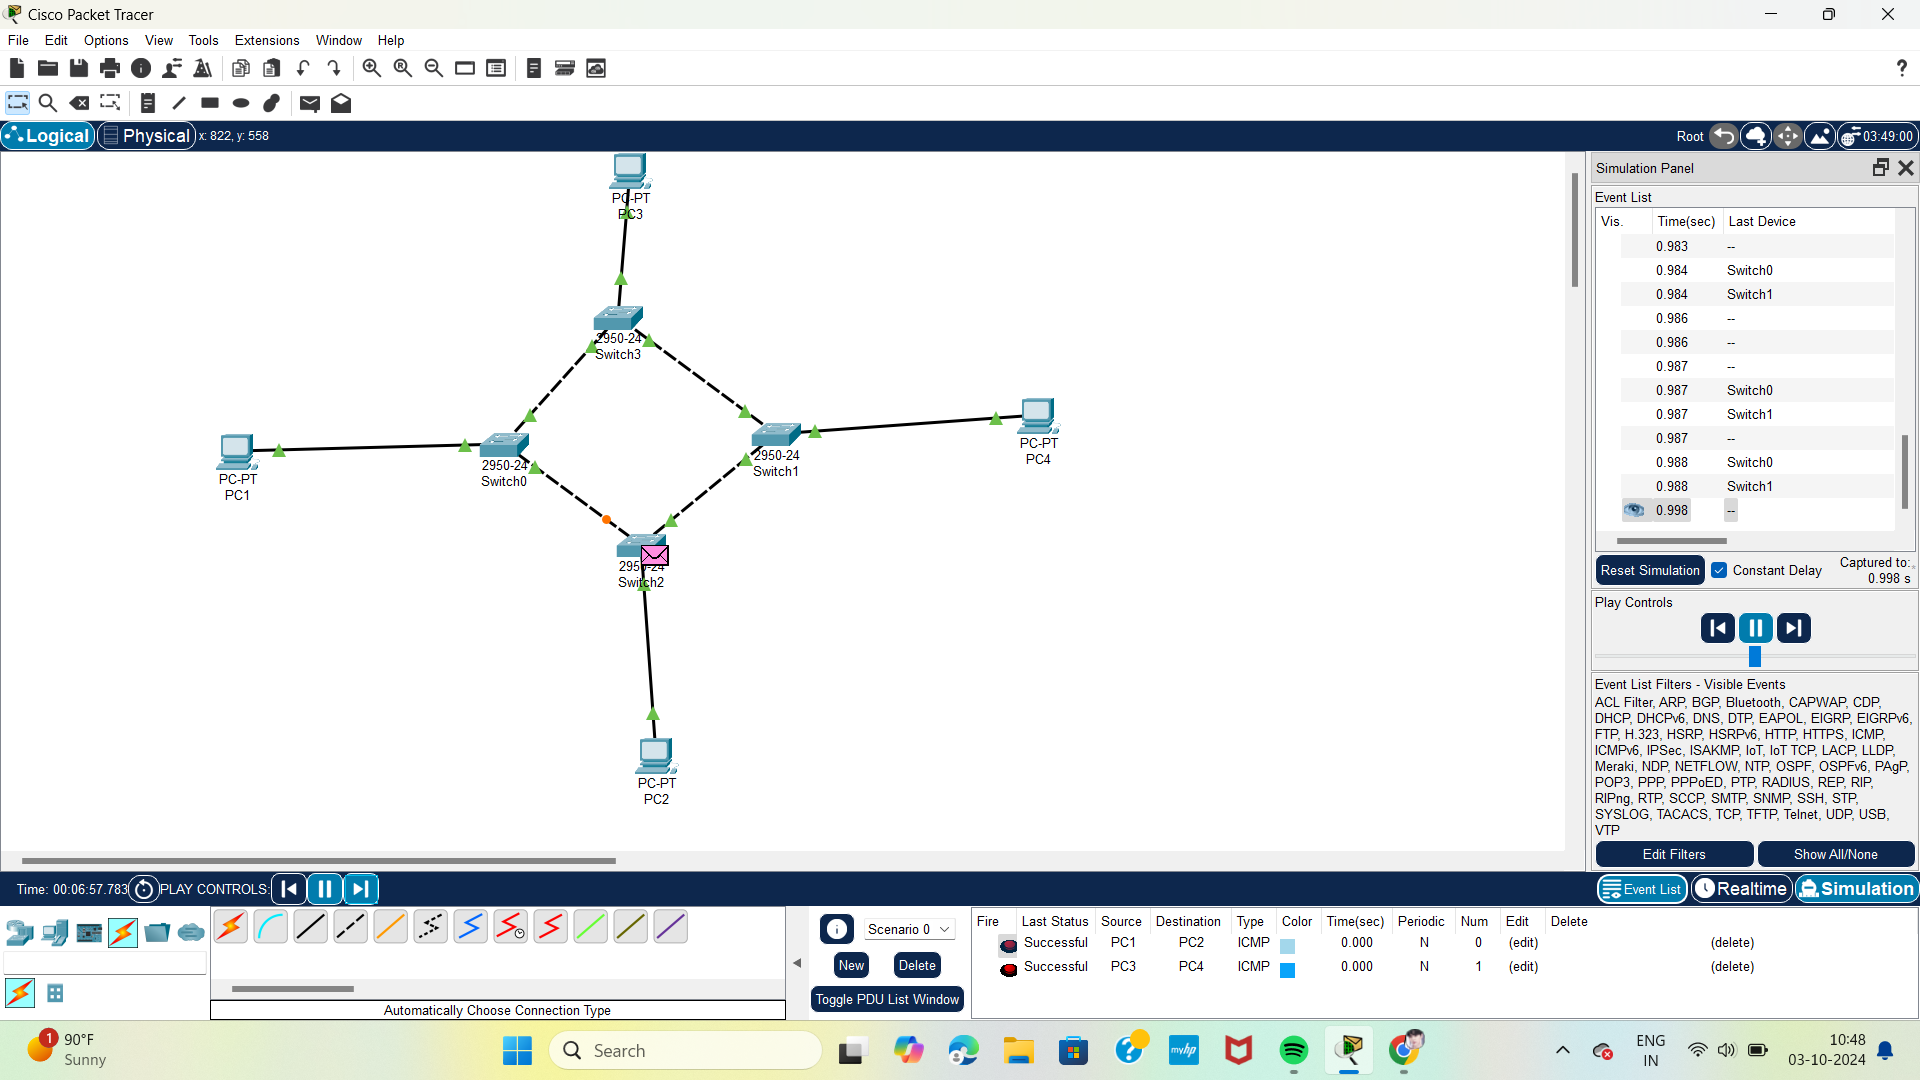 Cisco Packet Tracer
File Edit Options View Tools Extensions Window Help
?
Logical Physical x: 822, y: 558 Root 03:49:00
PC-PT
PC3
2950-24
Switch3
PC-PT
PC1
2950-24
Switch0
2950-24
Switch1
PC-PT
PC4
2950-24
Switch2
PC-PT
PC2
Simulation Panel
Event List
Vis. Time(sec) Last Device
0.983 --
0.984 Switch0
0.984 Switch1
0.986 --
0.986 --
0.987 --
0.987 Switch0
0.987 Switch1
0.987 --
0.988 Switch0
0.988 Switch1
0.998 --
Reset Simulation Constant Delay Captured to:
0.998 s
Play Controls
Event List Filters - Visible Events
ACL Filter, ARP, BGP, Bluetooth, CAPWAP, CDP,
DHCP, DHCPv6, DNS, DTP, EAPOL, EIGRP, EIGRPv6,
FTP, H.323, HSRP, HSRPv6, HTTP, HTTPS, ICMP,
ICMPv6, IPSec, ISAKMP, IoT, IoT TCP, LACP, LLDP,
Meraki, NDP, NETFLOW, NTP, OSPF, OSPFv6, PAgP,
POP3, PPP, PPPoED, PTP, RADIUS, REP, RIP,
RIPng, RTP, SCCP, SMTP, SNMP, SSH, STP,
SYSLOG, TACACS, TCP, TFTP, Telnet, UDP, USB,
VTP
Edit Filters Show All/None
Time: 00:06:57.783 PLAY CONTROLS: Event List Realtime Simulation
Automatically Choose Connection Type
Scenario 0
New Delete
Toggle PDU List Window
Fire Last Status Source Destination Type Color Time(sec) Periodic Num Edit Delete
Successful PC1 PC2 ICMP 0.000 N 0 (edit) (delete)
Successful PC3 PC4 ICMP 0.000 N 1 (edit) (delete)
1
90°F
Sunny
Search
myhp
ENG
IN
10:48
03-10-2024